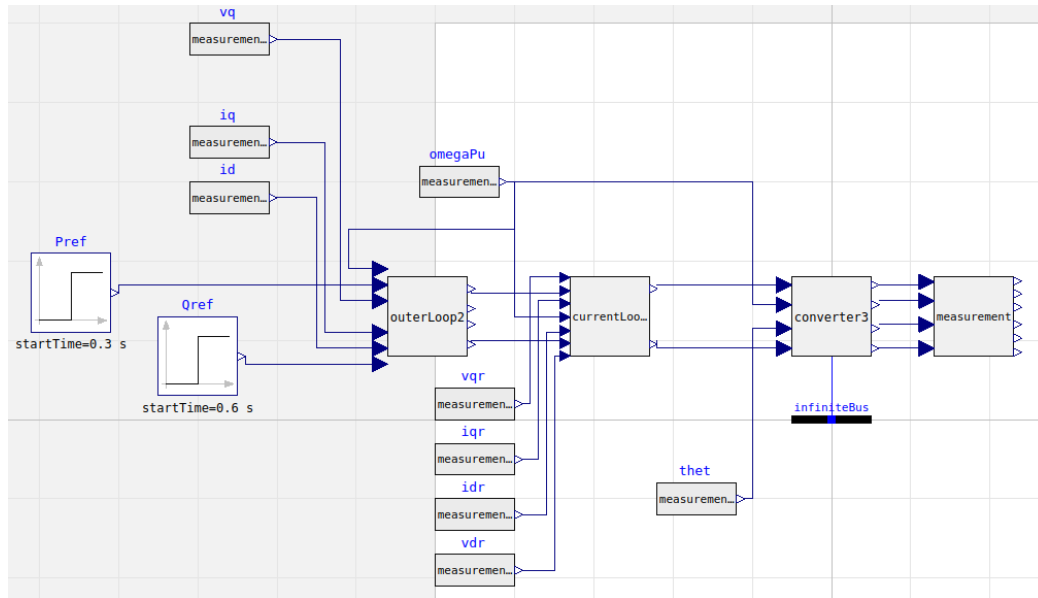 vq
measuremen…
iq
measuremen…
id
measuremen…
omegaPu
measuremen…
Pref
startTime=0.3 s
Qref
startTime=0.6 s
outerLoop2
currentLoo…
converter3
measurement
infiniteBus
vqr
measuremen…
iqr
measuremen…
idr
measuremen…
vdr
measuremen…
thet
measuremen…